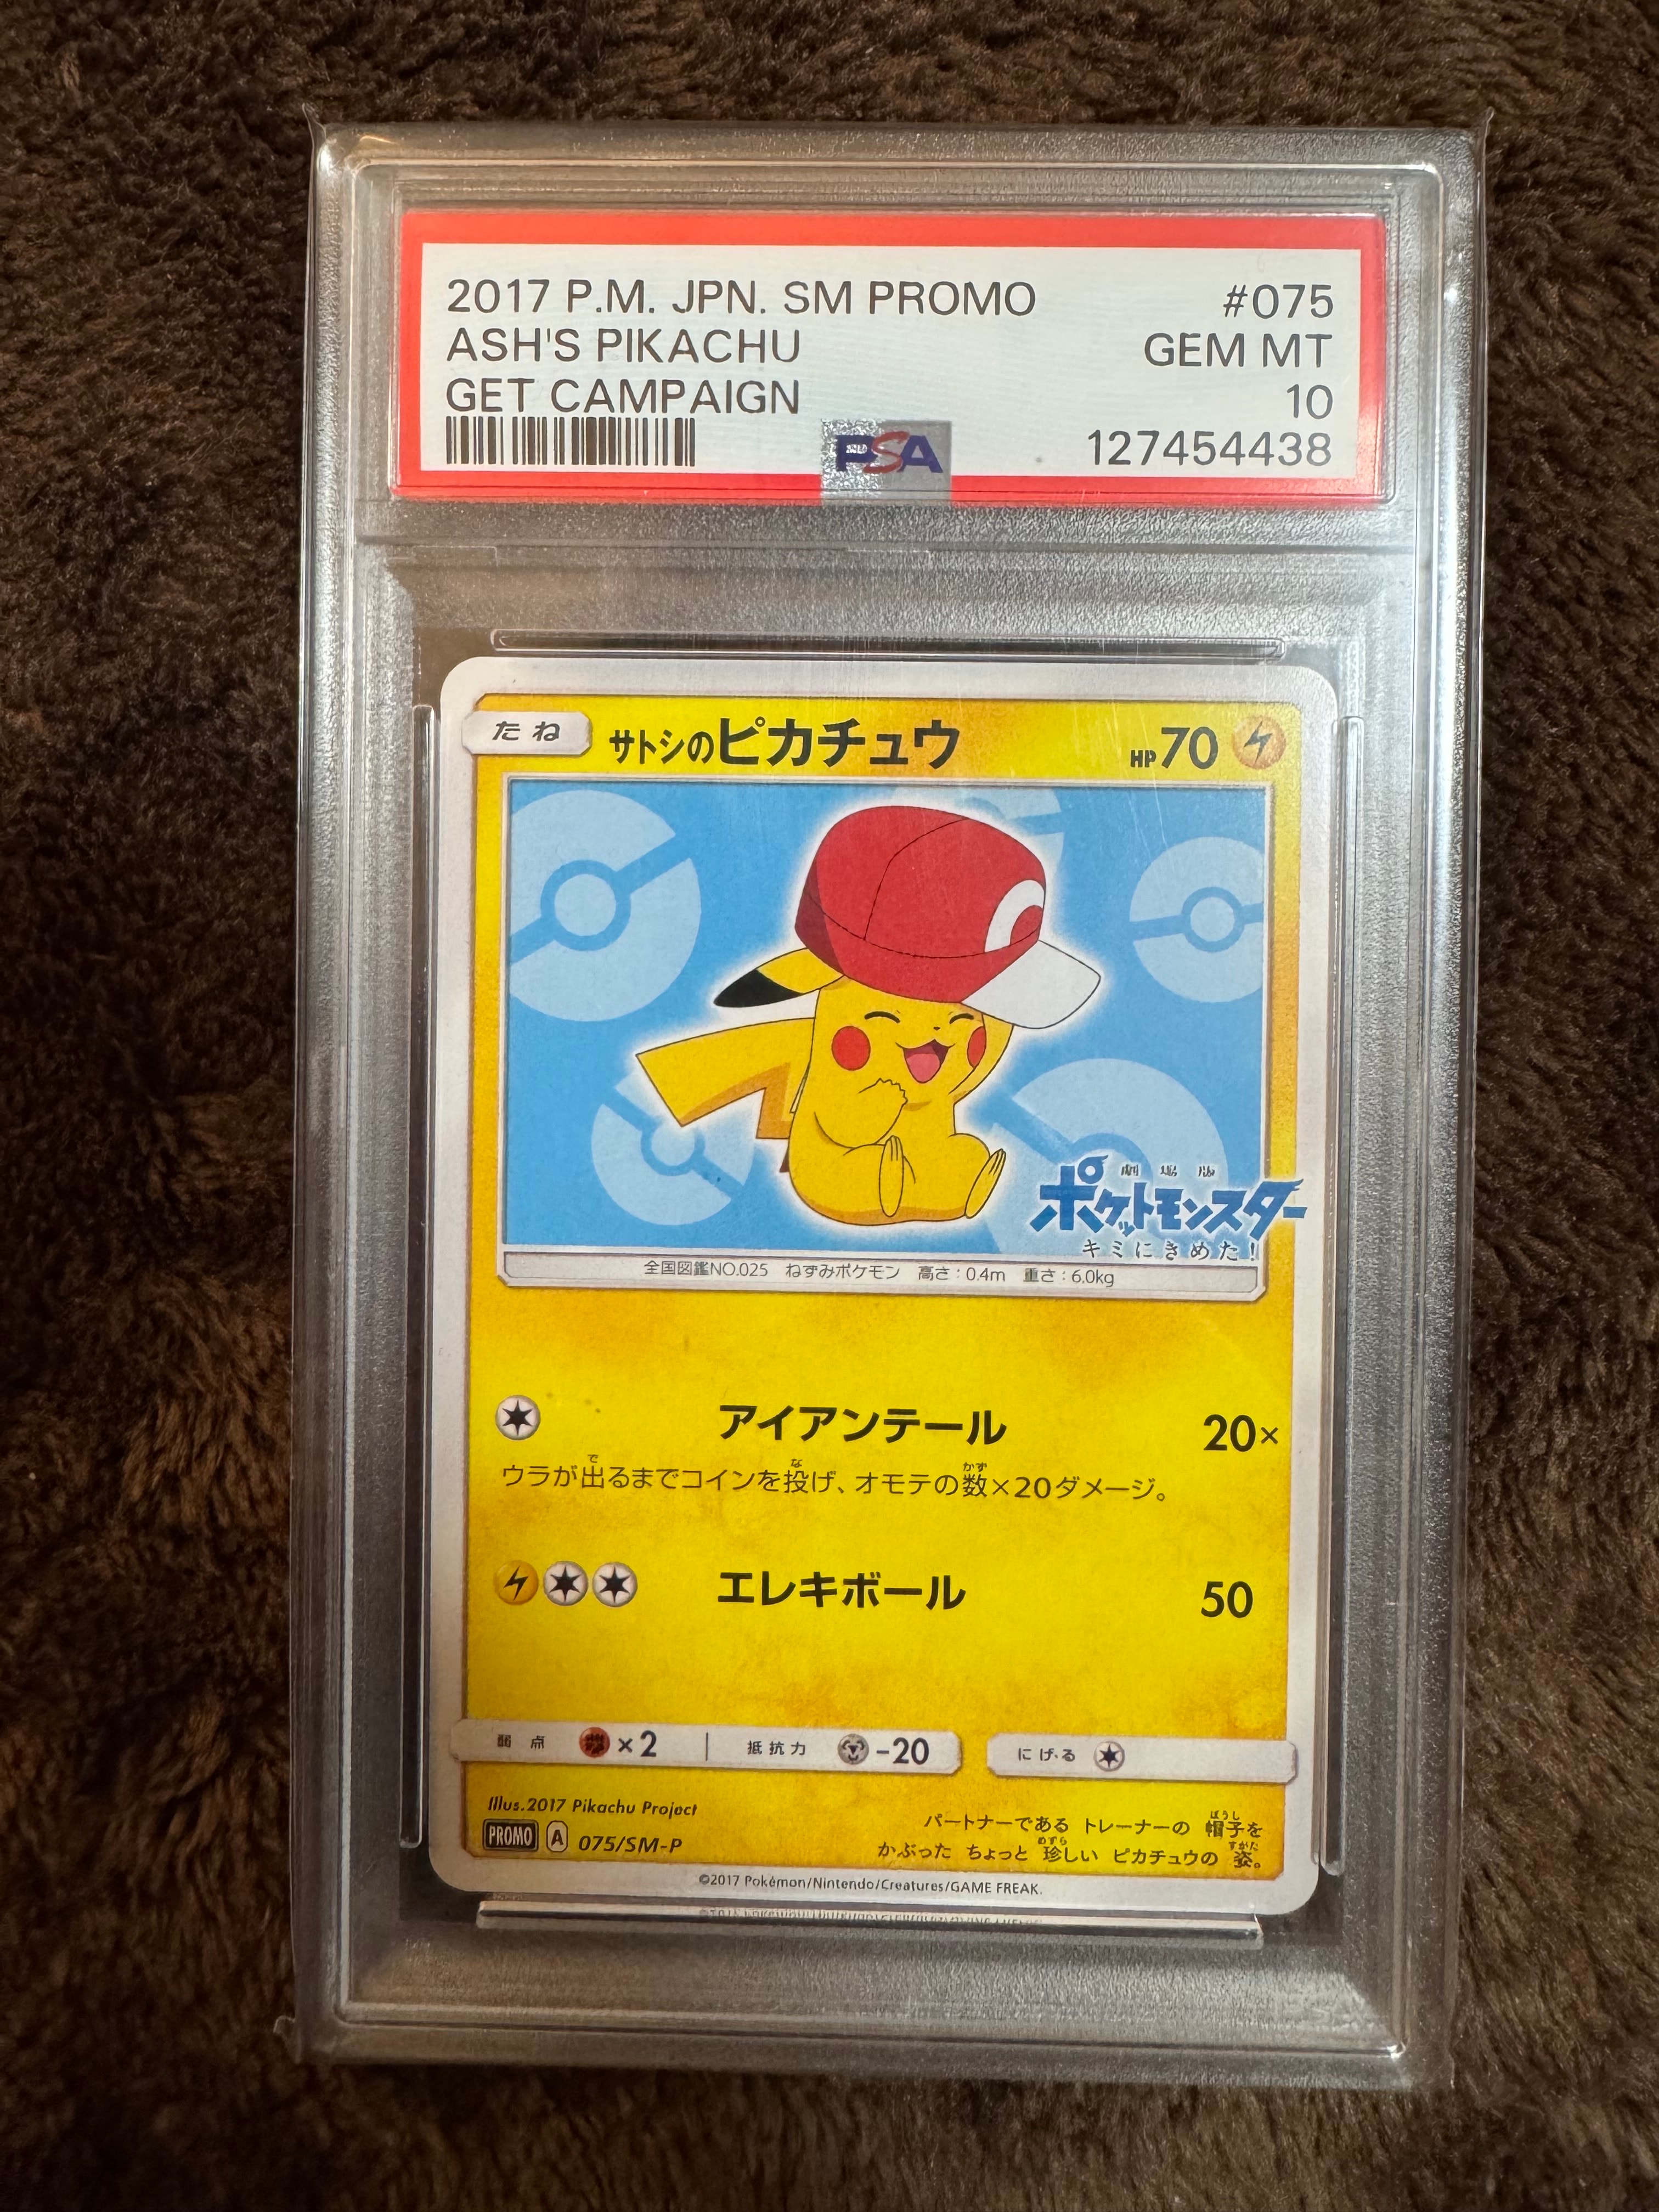 2017 P.M. JPN. SM PROMO #075
ASH'S PIKACHU GEM MT
GET CAMPAIGN 10
PSA 127454438
たね サトシのピカチュウ HP70
劇場版
ポケットモンスター
キミにきめた!
全国図鑑NO.025 ねずみポケモン 高さ:0.4m 重さ:6.0kg
アイアンテール 20×
ウラが出るまでコインを投げ、オモテの数×20ダメージ。
エレキボール 50
弱点 ×2 抵抗力 -20 にげる
Illus.2017 Pikachu Project
PROMO A 075/SM-P
パートナーである トレーナーの 帽子を
かぶった ちょっと 珍しい ピカチュウの 姿。
©2017 Pokémon/Nintendo/Creatures/GAME FREAK.